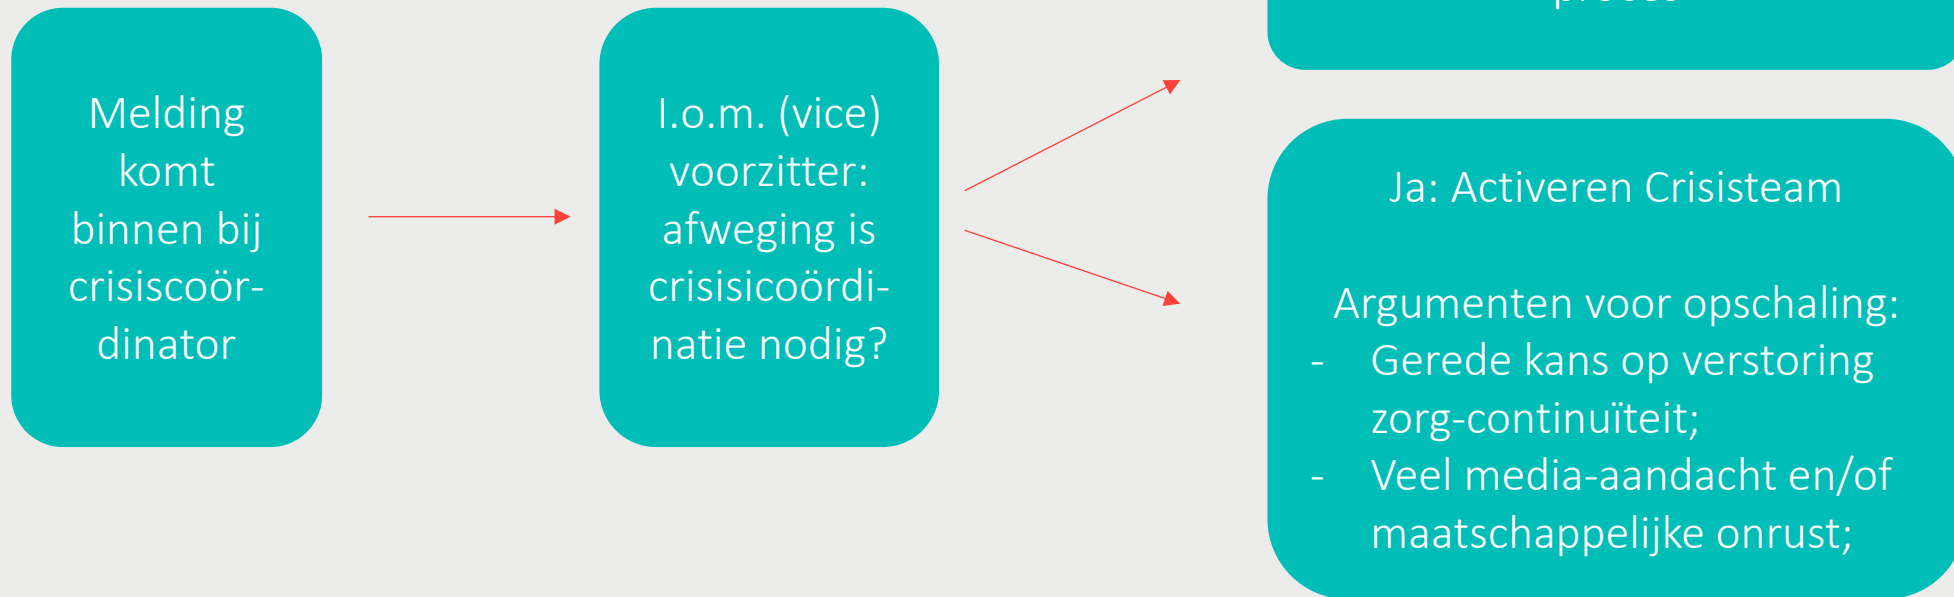 Melding
komt
binnen bij
crisiscoör-
dinator
I.o.m. (vice)
voorzitter:
afweging is
crisisicoördi-
natie nodig?
proces
Ja: Activeren Crisisteam
Argumenten voor opschaling:
- Gerede kans op verstoring
zorg-continuïteit;
- Veel media-aandacht en/of
maatschappelijke onrust;